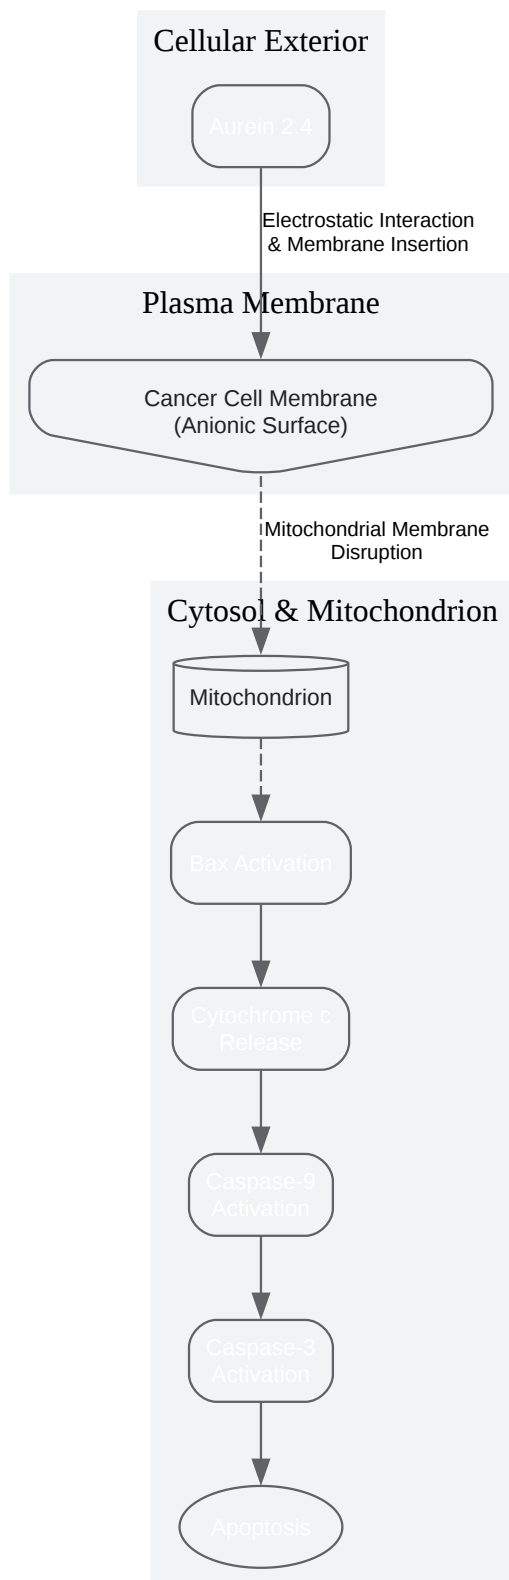 Cellular Exterior
Aurein 2.4
Electrostatic Interaction
& Membrane Insertion
Plasma Membrane
Cancer Cell Membrane
(Anionic Surface)
Mitochondrial Membrane
Disruption
Cytosol & Mitochondrion
Mitochondrion
Bax Activation
Cytochrome c
Release
Caspase-9
Activation
Caspase-3
Activation
Apoptosis